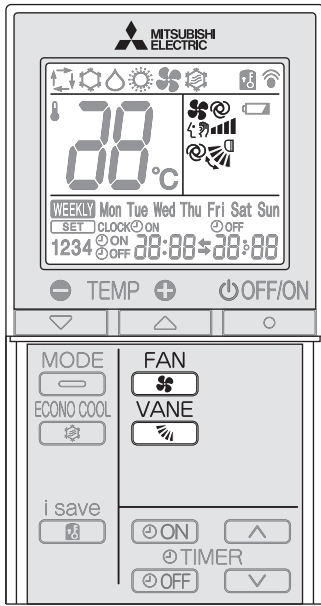 MITSUBISHI
ELECTRIC
88°C
WEEKLY Mon Tue Wed Thu Fri Sat Sun
SET CLOCK ON OFF
1234 ON OFF 88:88 88:88
TEMP OFF/ON
MODE FAN
ECONO COOL VANE
i save
ON
TIMER
OFF